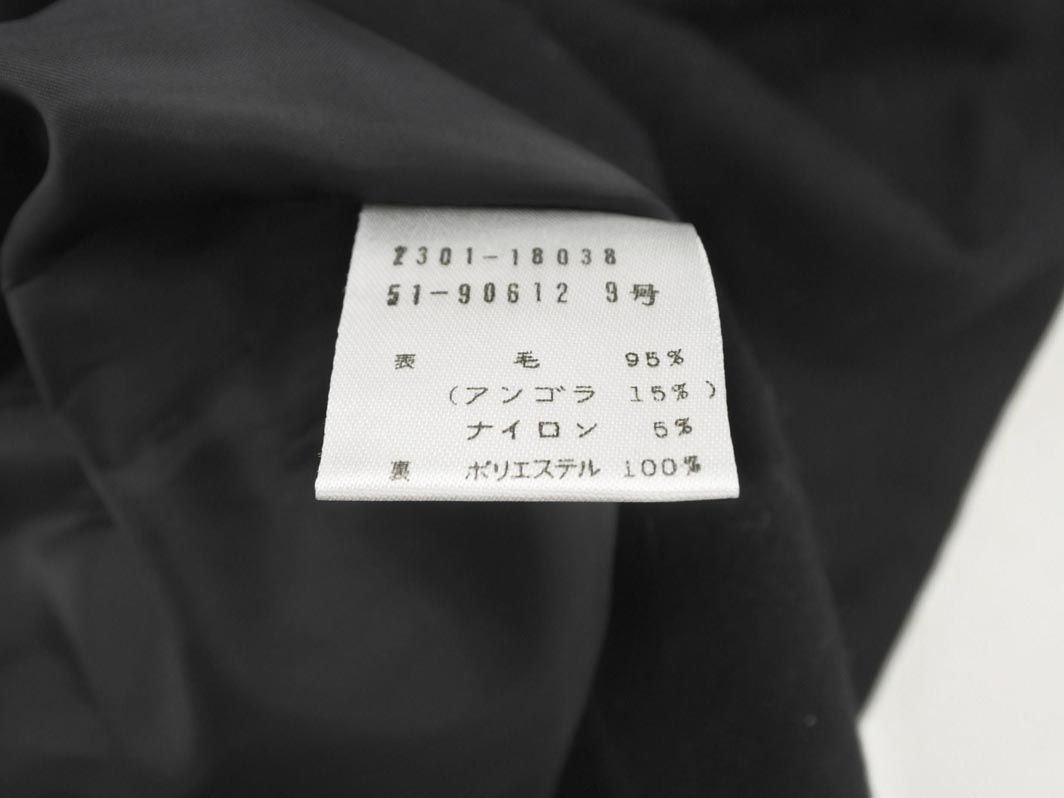 2301-18038
51-90612 9号
表 毛 95%
(アンゴラ 15%)
ナイロン 5%
裏 ポリエステル 100%